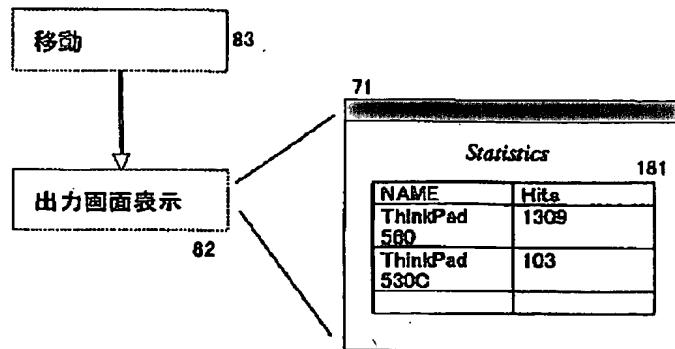 移動
83
出力画面表示
82
71
Statistics
181
NAME Hits
ThinkPad 1309
560
ThinkPad 103
530C